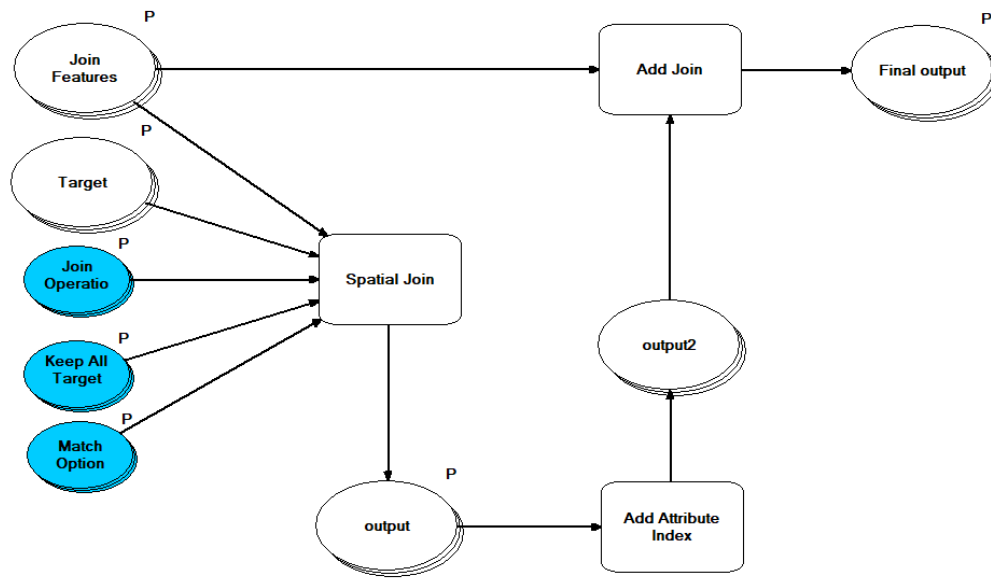 P
Join
Features
Add Join
P
Final output
P
Target
P
Join
Operatio
Spatial Join
P
Keep All
Target
output2
P
Match
Option
P
output
Add Attribute
Index